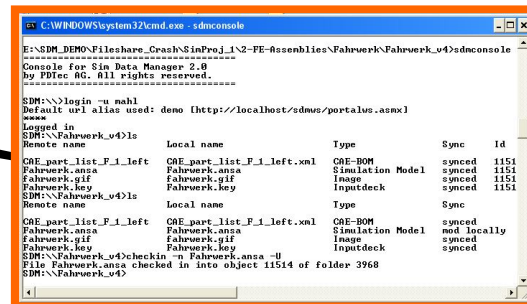 C:\WINDOWS\system32\cmd.exe - sdmconsole
E:\SDM_DEMO\Fileshare_Crash\SimProj_1\2-FE-Assemblies\Fahrwerk\Fahrwerk_v4>sdmconsole
=====================================
Console for Sim Data Manager 2.0
by PDTec AG. All rights reserved.
=====================================
SDM:\\>login -u mahl
Default url alias used: demo [http://localhost/sdmws/portalws.asmx]
****
Logged in
SDM:\\Fahrwerk_v4>ls
Remote name Local name Type Sync Id
CAE_part_list_F_1_left CAE_part_list_F_1_left.xml CAE-BOM synced 1151
Fahrwerk.ansa Fahrwerk.ansa Simulation Model synced 1151
fahrwerk.gif fahrwerk.gif Image synced 1151
Fahrwerk.key Fahrwerk.key Inputdeck synced 1151
SDM:\\Fahrwerk_v4>ls
Remote name Local name Type Sync
CAE_part_list_F_1_left CAE_part_list_F_1_left.xml CAE-BOM synced
Fahrwerk.ansa Fahrwerk.ansa Simulation Model mod locally
fahrwerk.gif fahrwerk.gif Image synced
Fahrwerk.key Fahrwerk.key Inputdeck synced
SDM:\\Fahrwerk_v4>checkin -n Fahrwerk.ansa -U
File Fahrwerk.ansa checked in into object 11514 of folder 3968
SDM:\\Fahrwerk_v4>